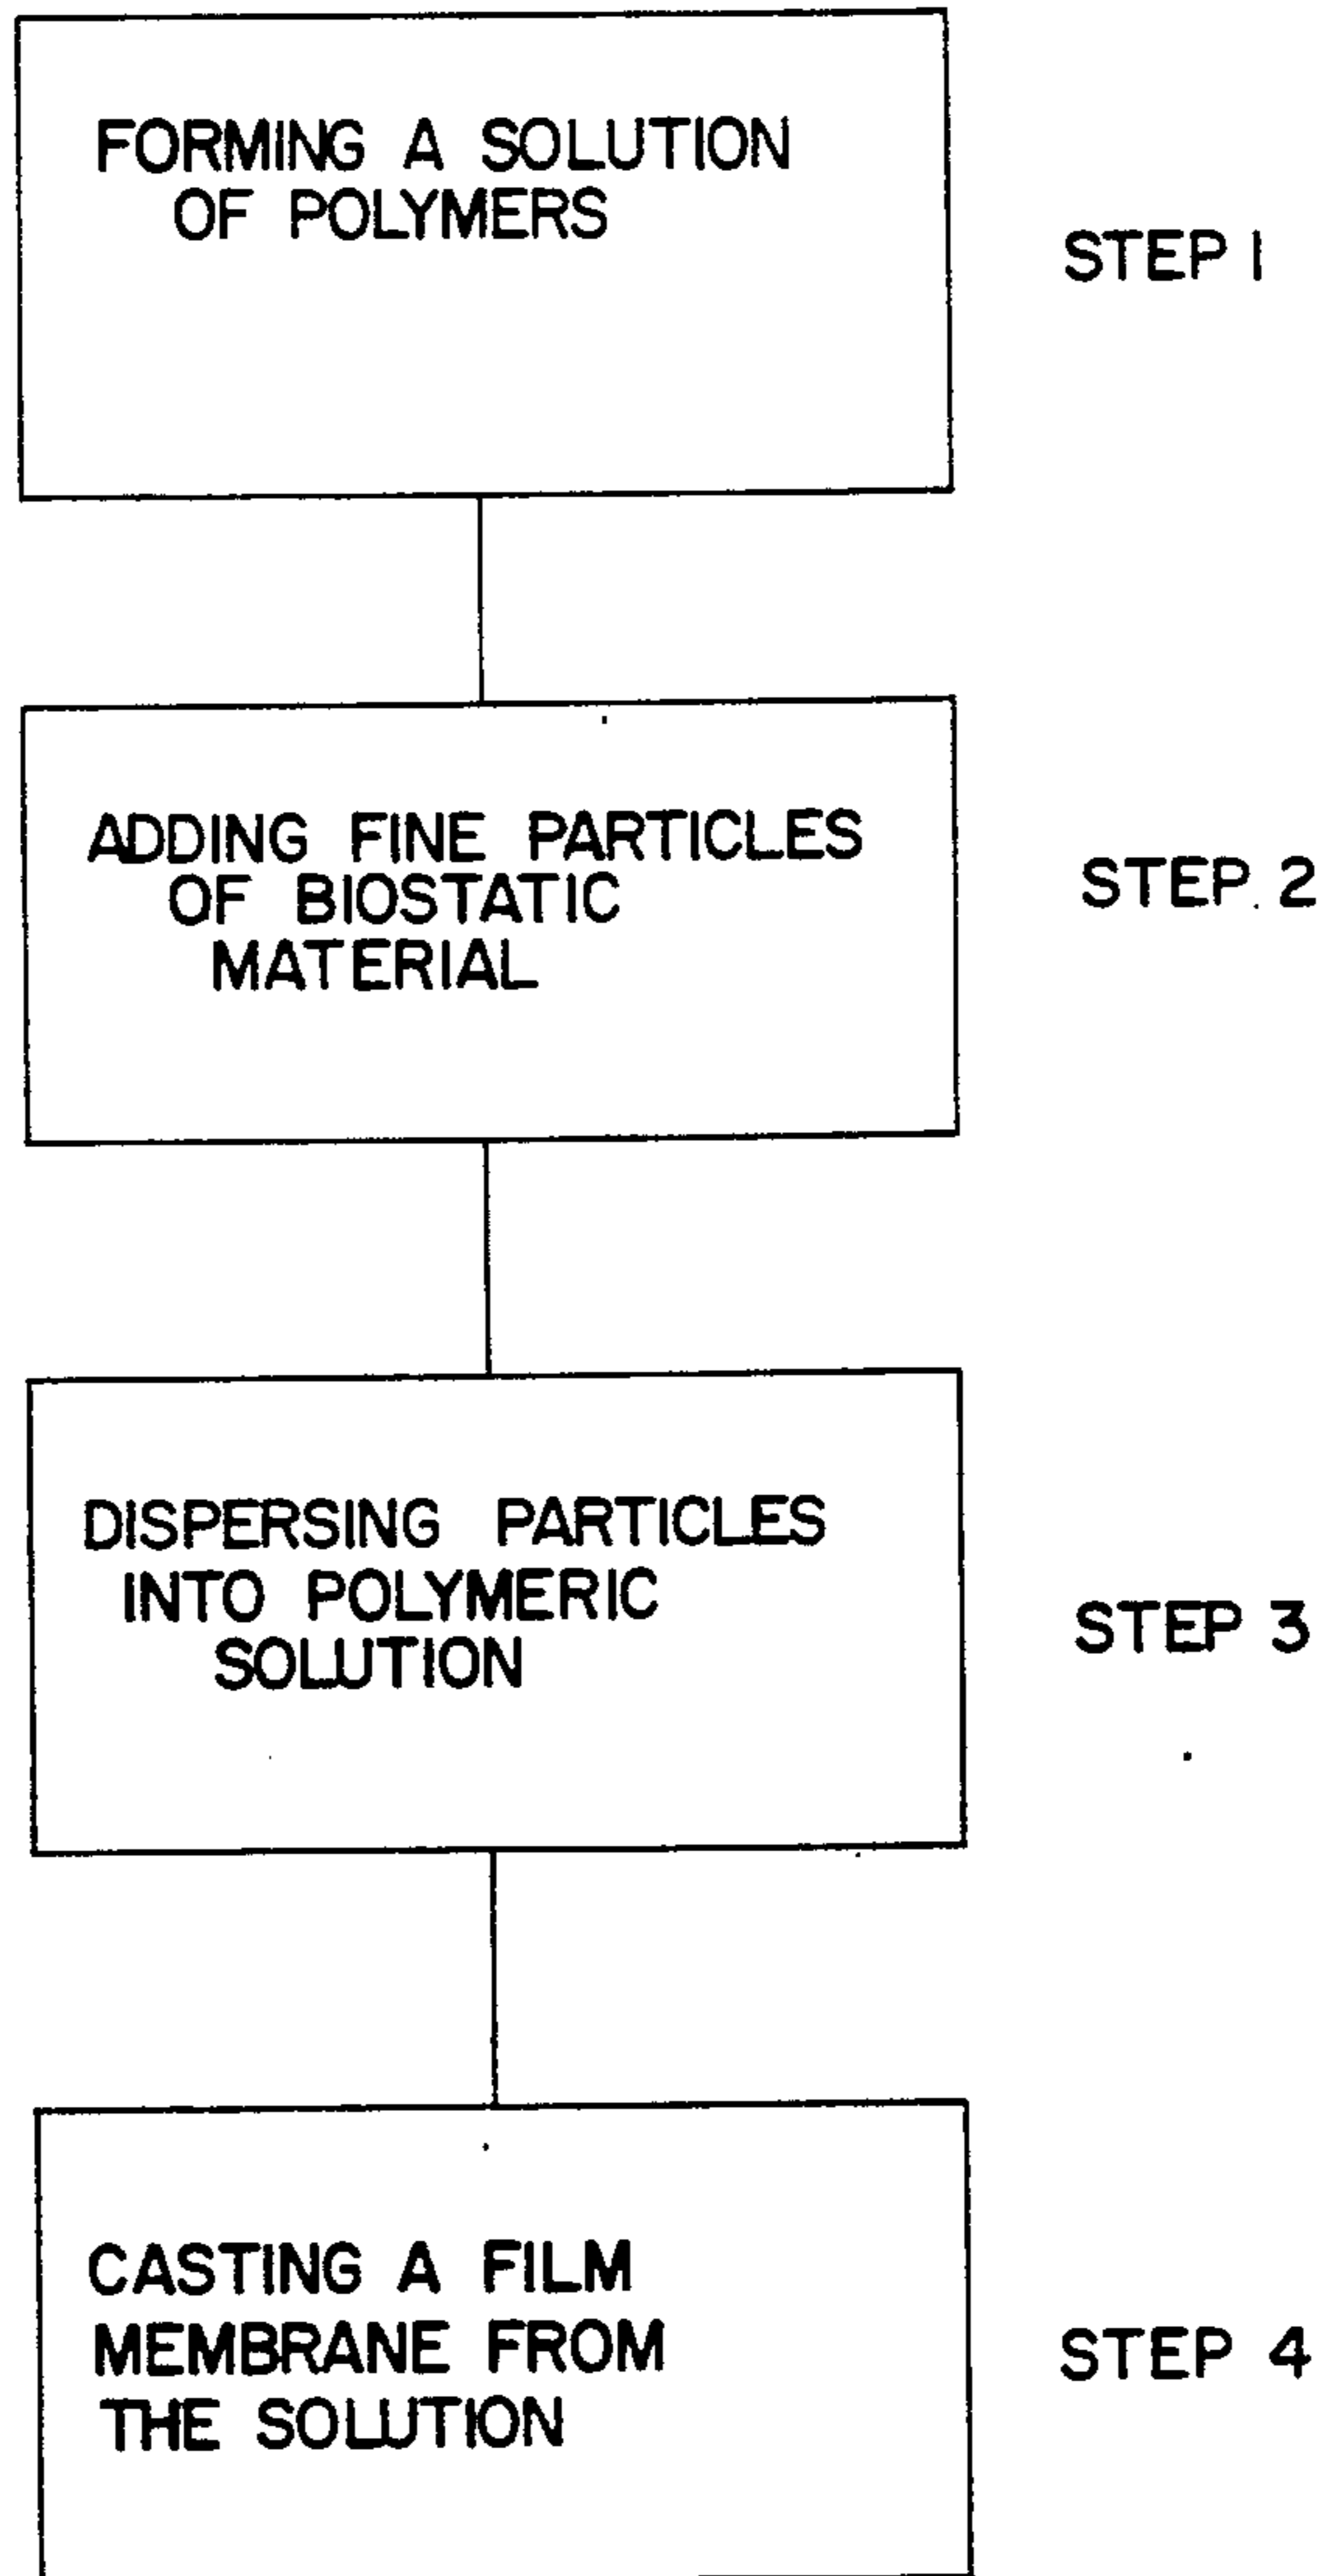 FORMING A SOLUTION
OF POLYMERS
STEP 1
ADDING FINE PARTICLES
OF BIOSTATIC
MATERIAL
STEP 2
DISPERSING PARTICLES
INTO POLYMERIC
SOLUTION
STEP 3
CASTING A FILM
MEMBRANE FROM
THE SOLUTION
STEP 4